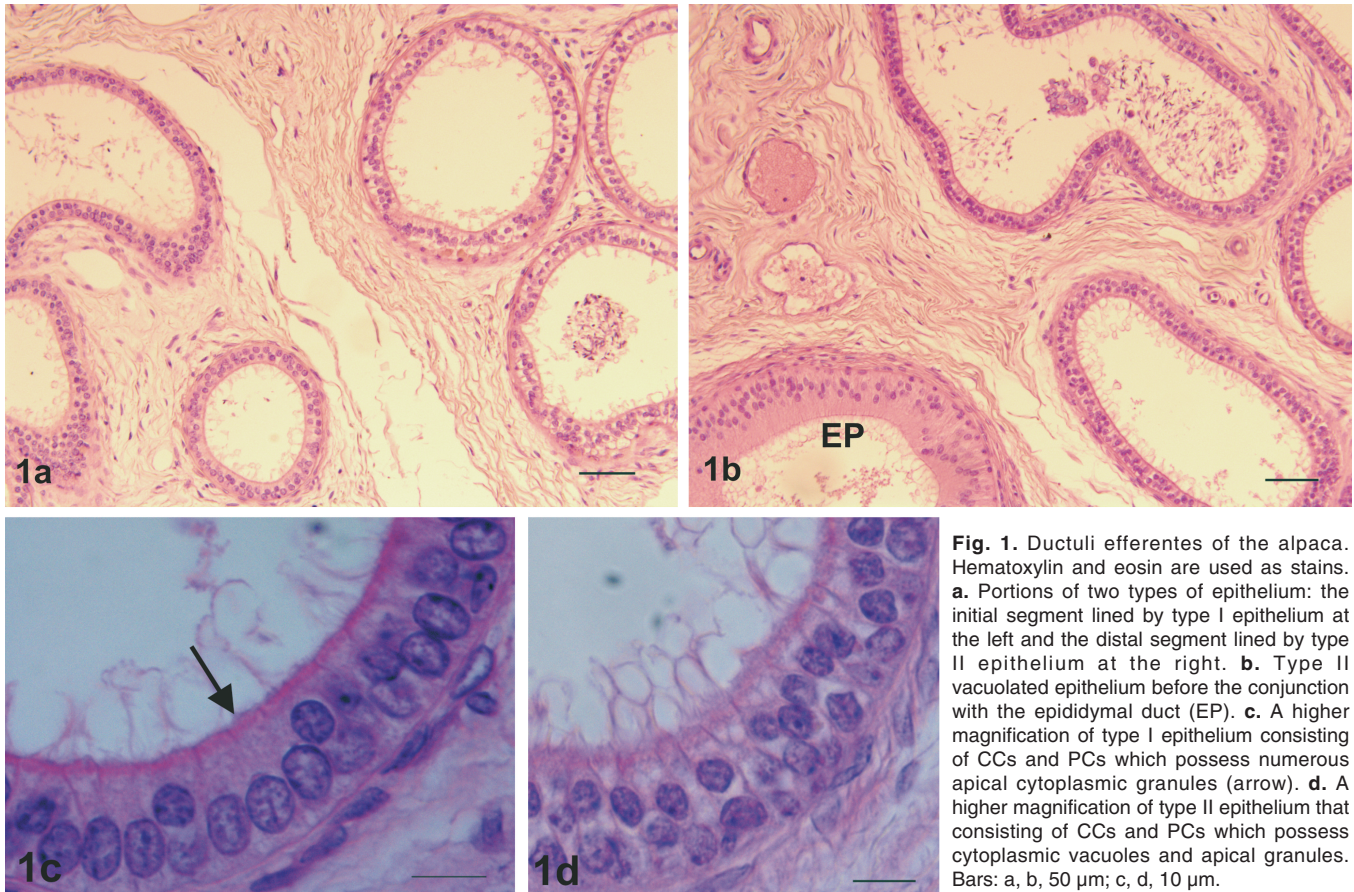 1a
1b
EP
1c
1d
Fig. 1. Ductuli efferentes of the alpaca.
Hematoxylin and eosin are used as stains.
a. Portions of two types of epithelium: the
initial segment lined by type I epithelium at
the left and the distal segment lined by type
II epithelium at the right. b. Type II
vacuolated epithelium before the conjunction
with the epididymal duct (EP). c. A higher
magnification of type I epithelium consisting
of CCs and PCs which possess numerous
apical cytoplasmic granules (arrow). d. A
higher magnification of type II epithelium that
consisting of CCs and PCs which possess
cytoplasmic vacuoles and apical granules.
Bars: a, b, 50 µm; c, d, 10 µm.